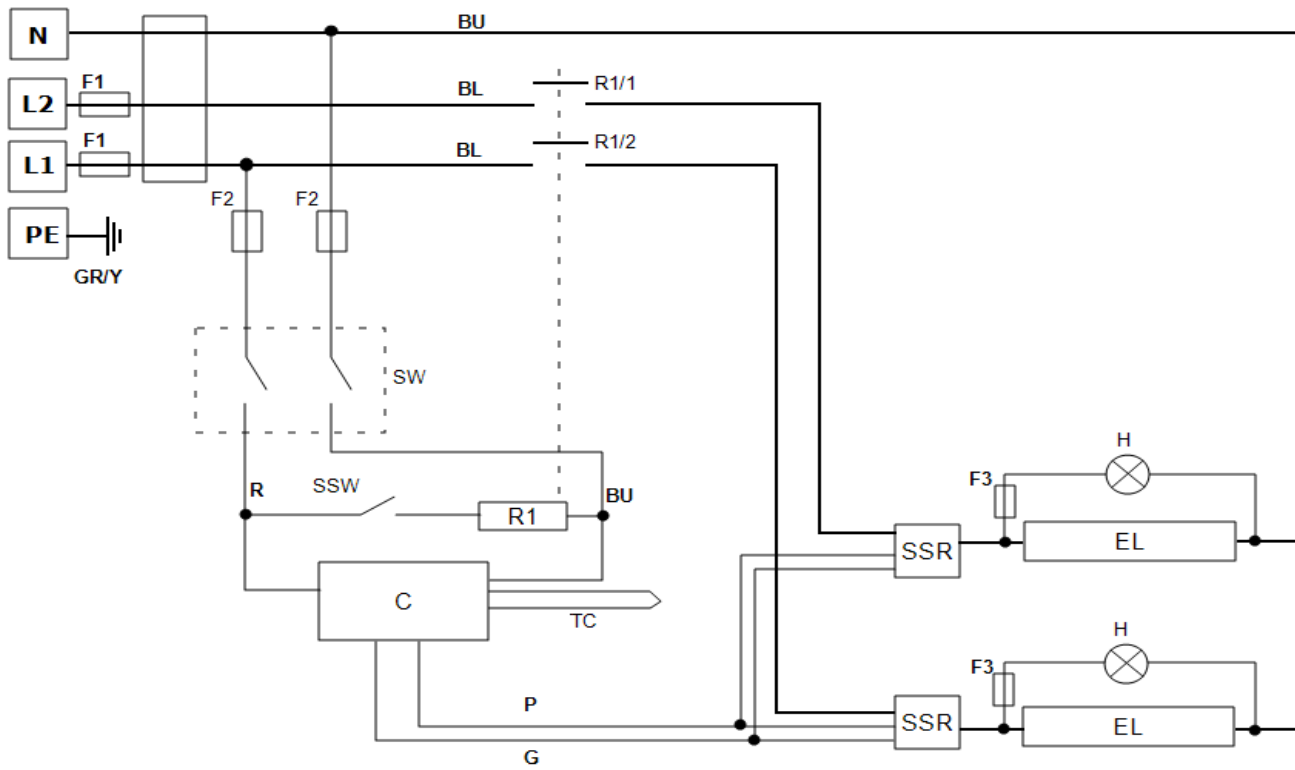 N
BU
L2
F1
BL
R1/1
L1
F1
BL
R1/2
PE
GR/Y
F2
F2
SW
R
SSW
R1
BU
C
TC
P
G
H
F3
SSR
EL
H
F3
SSR
EL